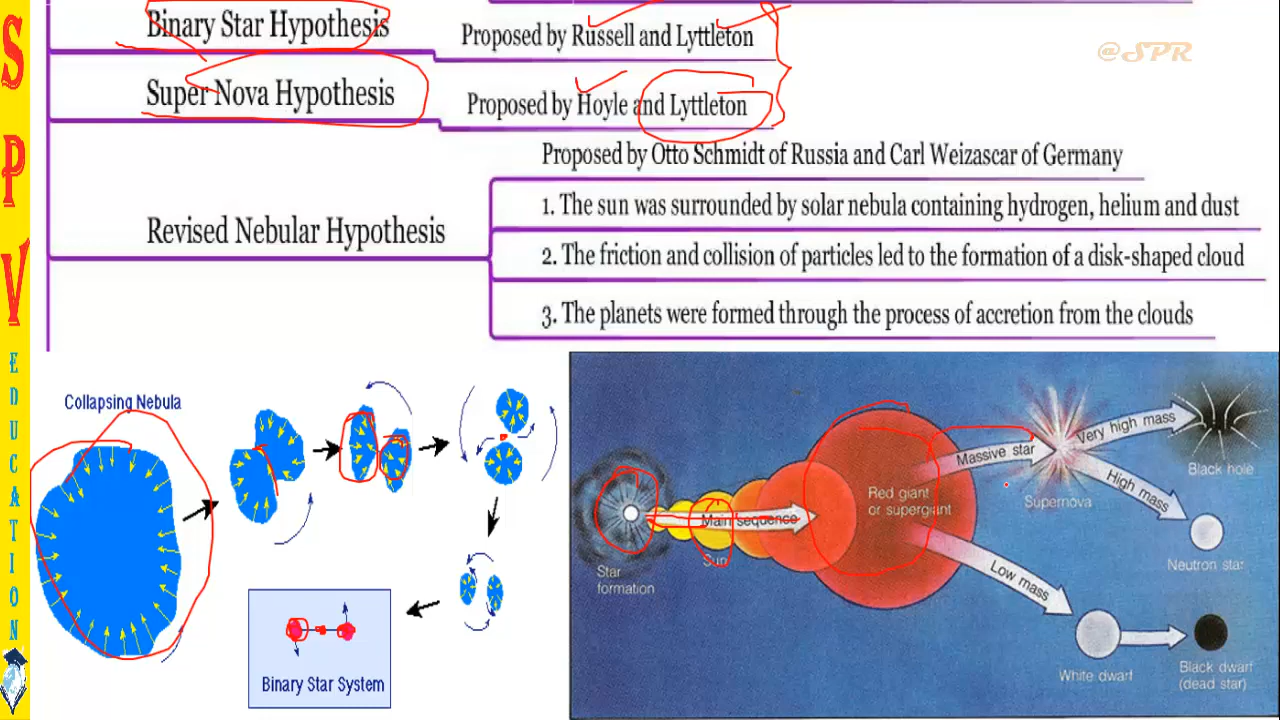 SPV
EDUCATION
Binary Star Hypothesis
Proposed by Russell and Lyttleton
@SPR
Super Nova Hypothesis
Proposed by Hoyle and Lyttleton
Proposed by Otto Schmidt of Russia and Carl Weizascar of Germany
Revised Nebular Hypothesis
1. The sun was surrounded by solar nebula containing hydrogen, helium and dust
2. The friction and collision of particles led to the formation of a disk-shaped cloud
3. The planets were formed through the process of accretion from the clouds
Collapsing Nebula
Binary Star System
Star
formation
Main sequence
Sun
Red giant
or supergiant
Massive star
Low mass
Supernova
Very high mass
High mass
Black hole
Neutron star
White dwarf
Black dwarf
(dead star)